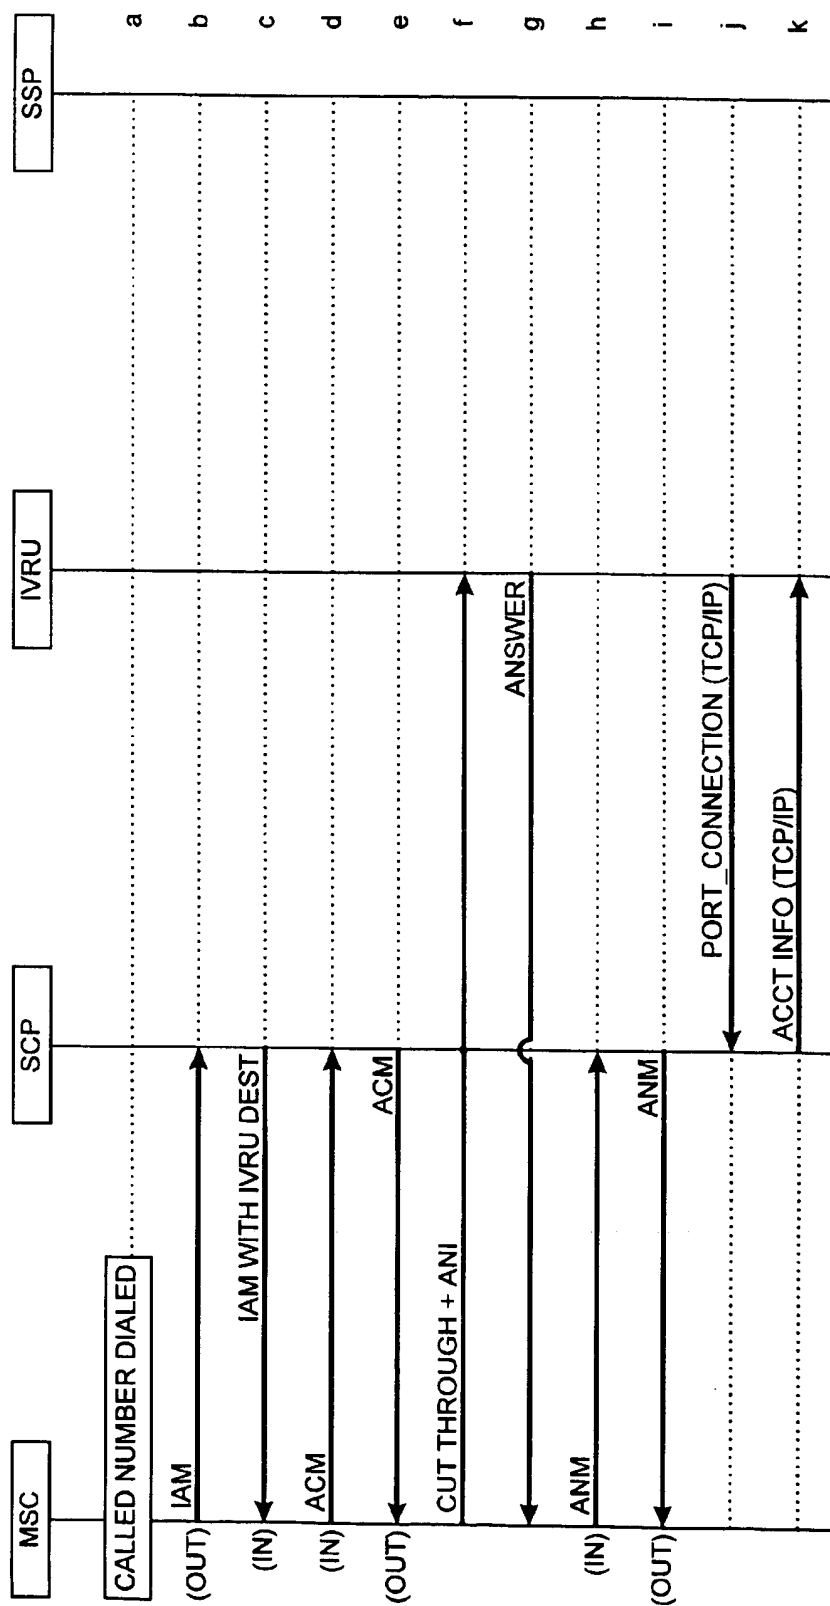 MSC SCP IVRU SSP
CALLED NUMBER DIALED a
(OUT) IAM b
(IN) IAM WITH IVRU DEST c
(IN) ACM d
(OUT) ACM e
CUT THROUGH + ANI f
ANSWER g
(IN) ANM h
(OUT) ANM i
PORT_CONNECTION (TCP/IP) j
ACCT INFO (TCP/IP) k